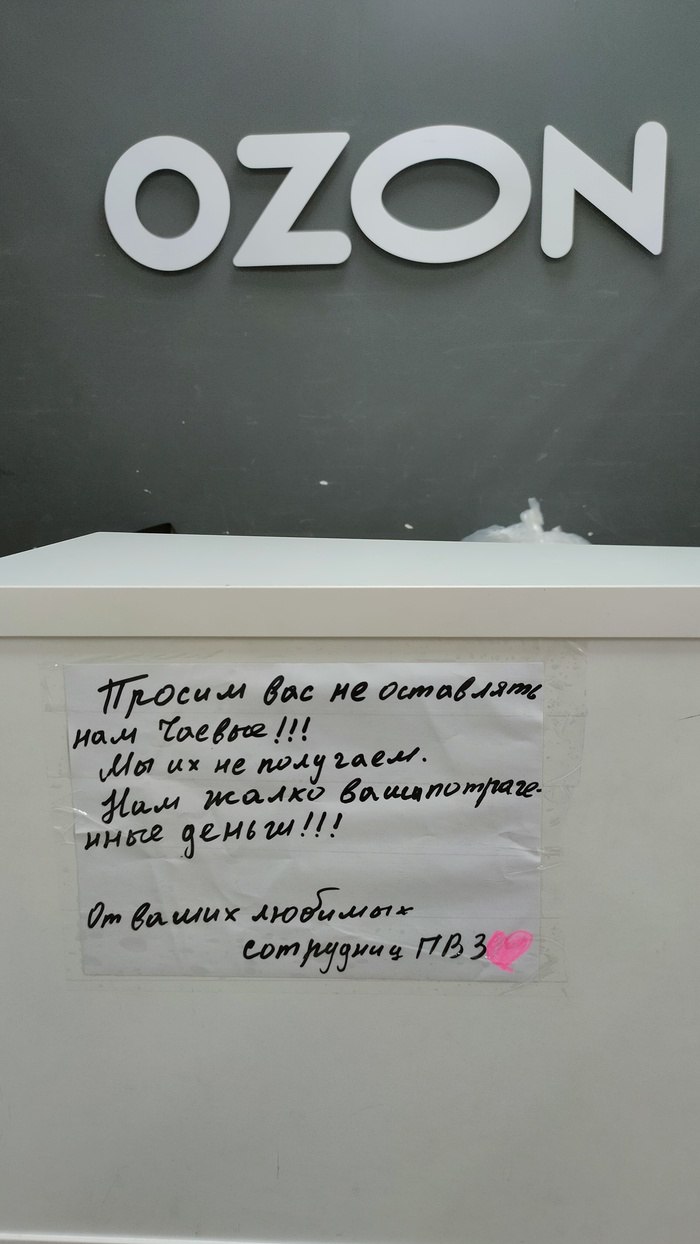 OZON
Просим вас не оставлять
нам Чаевые!!!
Мы их не получаем.
Нам жалко ваши потраче-
нные деньги!!!
От ваших любимых
сотрудниц ПВЗ